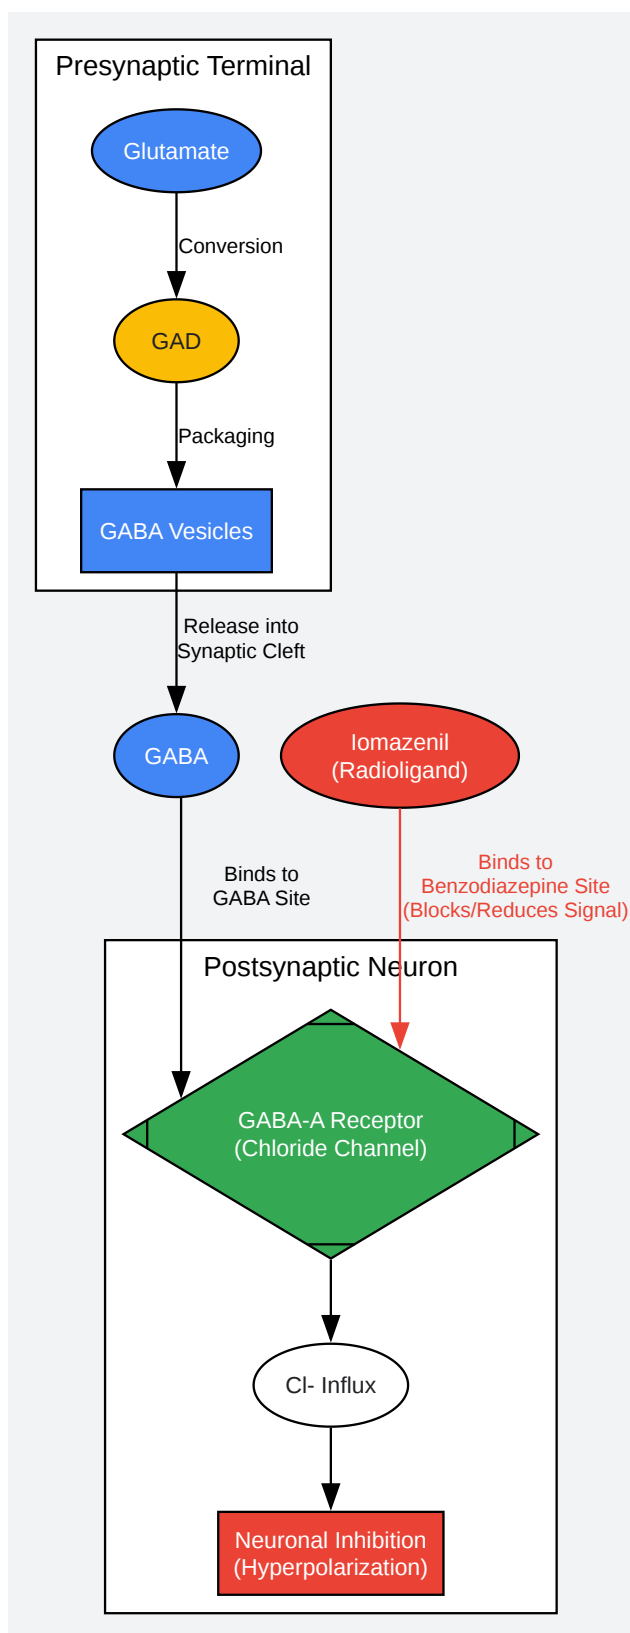 Presynaptic Terminal
Glutamate
Conversion
GAD
Packaging
GABA Vesicles
Release into
Synaptic Cleft
GABA
Iomazenil
(Radioligand)
Binds to
GABA Site
Binds to
Benzodiazepine Site
(Blocks/Reduces Signal)
Postsynaptic Neuron
GABA-A Receptor
(Chloride Channel)
Cl- Influx
Neuronal Inhibition
(Hyperpolarization)